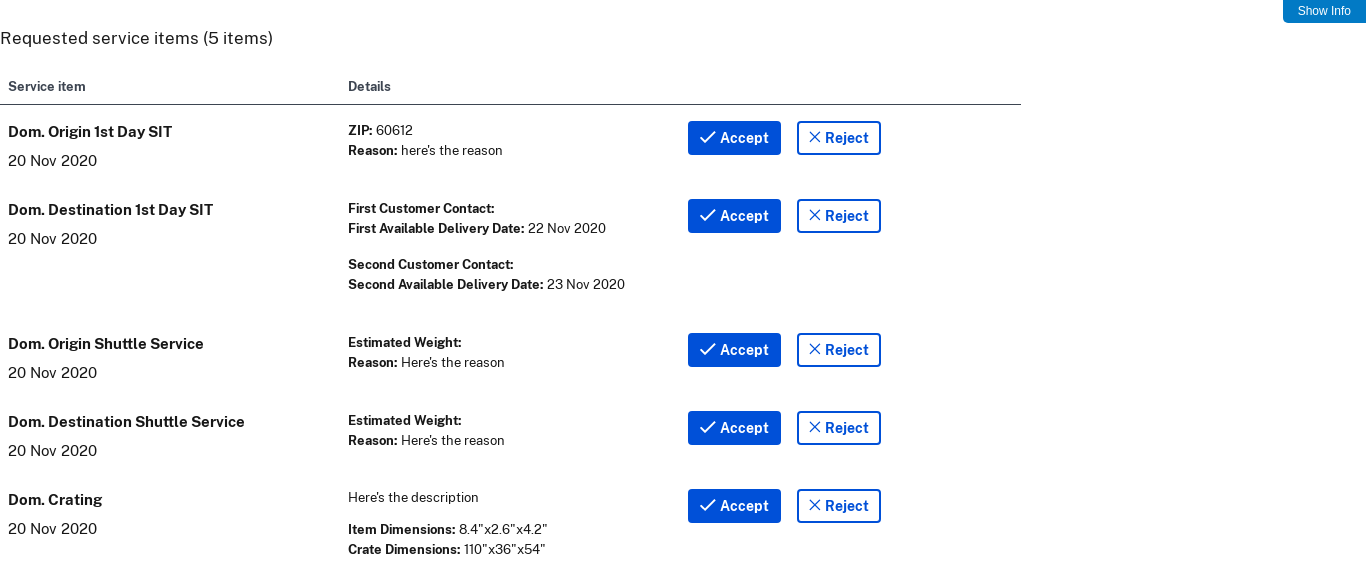 Show Info
Requested service items (5 items)
Service item Details
Dom. Origin 1st Day SIT
20 Nov 2020
ZIP: 60612
Reason: here's the reason
Accept Reject
Dom. Destination 1st Day SIT
20 Nov 2020
First Customer Contact:
First Available Delivery Date: 22 Nov 2020
Second Customer Contact:
Second Available Delivery Date: 23 Nov 2020
Accept Reject
Dom. Origin Shuttle Service
20 Nov 2020
Estimated Weight:
Reason: Here's the reason
Accept Reject
Dom. Destination Shuttle Service
20 Nov 2020
Estimated Weight:
Reason: Here's the reason
Accept Reject
Dom. Crating
20 Nov 2020
Here's the description
Item Dimensions: 8.4"x2.6"x4.2"
Crate Dimensions: 110"x36"x54"
Accept Reject